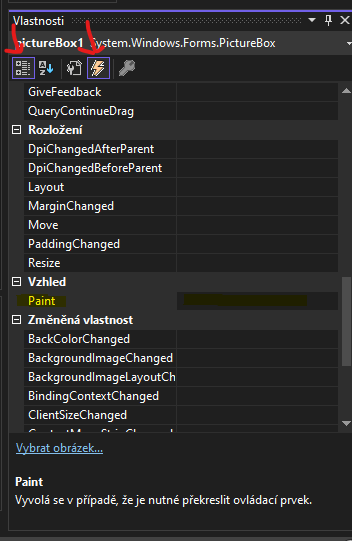 Vlastnosti
pictureBox1 System.Windows.Forms.PictureBox
GiveFeedback
QueryContinueDrag
Rozložení
DpiChangedAfterParent
DpiChangedBeforeParent
Layout
MarginChanged
Move
PaddingChanged
Resize
Vzhled
Paint
Změněná vlastnost
BackColorChanged
BackgroundImageChanged
BackgroundImageLayoutCh
BindingContextChanged
ClientSizeChanged
ContextMenuStripChanged
Vybrat obrázek...
Paint
Vyvolá se v případě, že je nutné překreslit ovládací prvek.